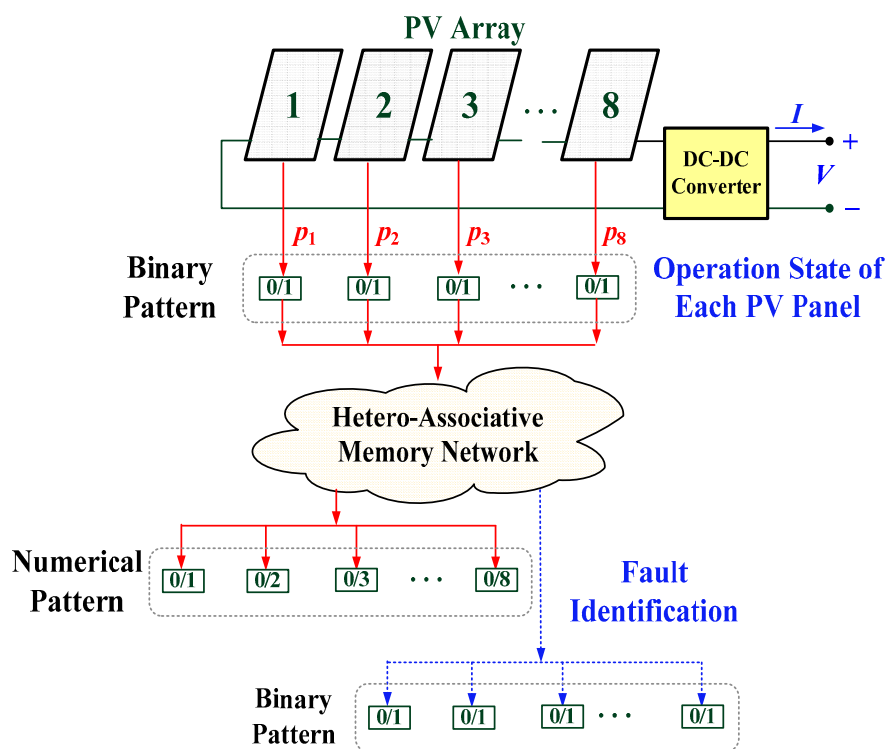 PV Array
1 2 3 ··· 8
I
DC-DC
Converter
+
V
−
p1 p2 p3 p8
Binary
Pattern
0/1 0/1 0/1 ··· 0/1
Operation State of
Each PV Panel
Hetero-Associative
Memory Network
Numerical
Pattern
0/1 0/2 0/3 ··· 0/8
Fault
Identification
Binary
Pattern
0/1 0/1 0/1 ··· 0/1